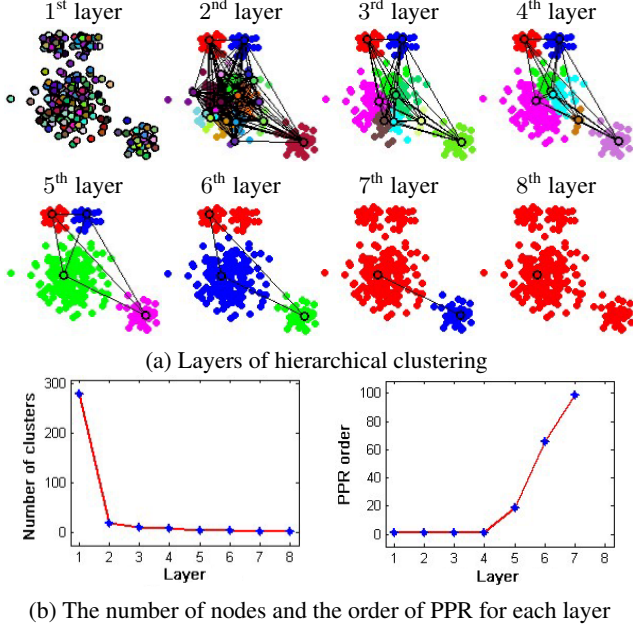 1st layer 2nd layer 3rd layer 4th layer
5th layer 6th layer 7th layer 8th layer
(a) Layers of hierarchical clustering
Number of clusters
300
200
100
0
1 2 3 4 5 6 7 8
Layer
PPR order
100
80
60
40
20
0
1 2 3 4 5 6 7 8
Layer
(b) The number of nodes and the order of PPR for each layer